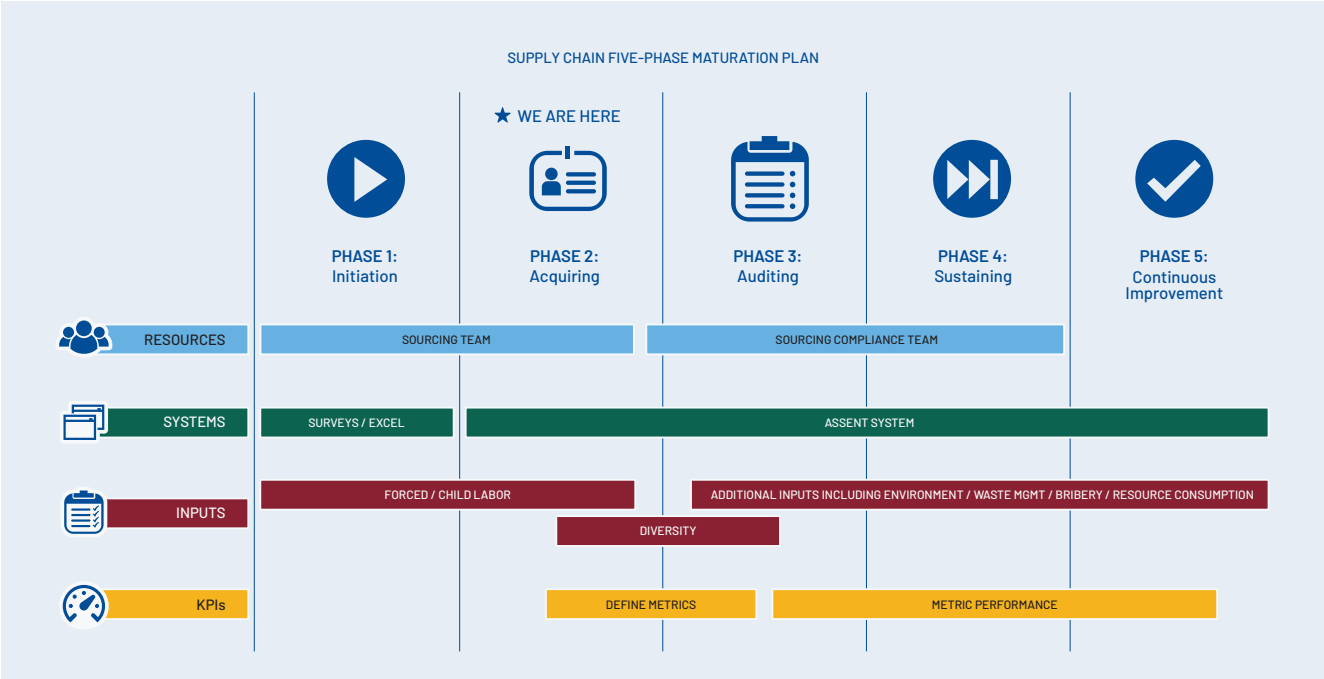 SUPPLY CHAIN FIVE-PHASE MATURATION PLAN
WE ARE HERE
PHASE 1:
Initiation
PHASE 2:
Acquiring
PHASE 3:
Auditing
PHASE 4:
Sustaining
PHASE 5:
Continuous
Improvement
RESOURCES
SOURCING TEAM
SOURCING COMPLIANCE TEAM
SYSTEMS
SURVEYS / EXCEL
ASSENT SYSTEM
INPUTS
FORCED / CHILD LABOR
ADDITIONAL INPUTS INCLUDING ENVIRONMENT / WASTE MGMT / BRIBERY / RESOURCE CONSUMPTION
DIVERSITY
KPIs
DEFINE METRICS
METRIC PERFORMANCE